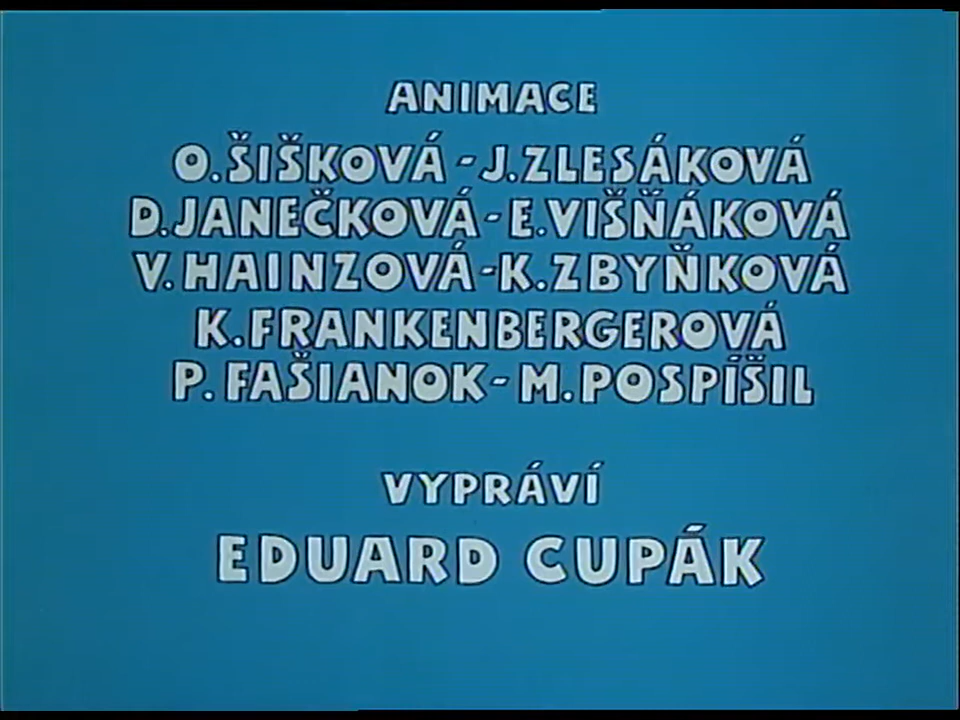 ANIMACE
O. ŠIŠKOVÁ - J. ZLESÁKOVÁ
D. JANEČKOVÁ - E. VIŠŇÁKOVÁ
V. HAINZOVÁ - K. ZBYŇKOVÁ
K. FRANKENBERGEROVÁ
P. FAŠIANOK - M. POSPÍŠIL
VYPRÁVÍ
EDUARD CUPÁK